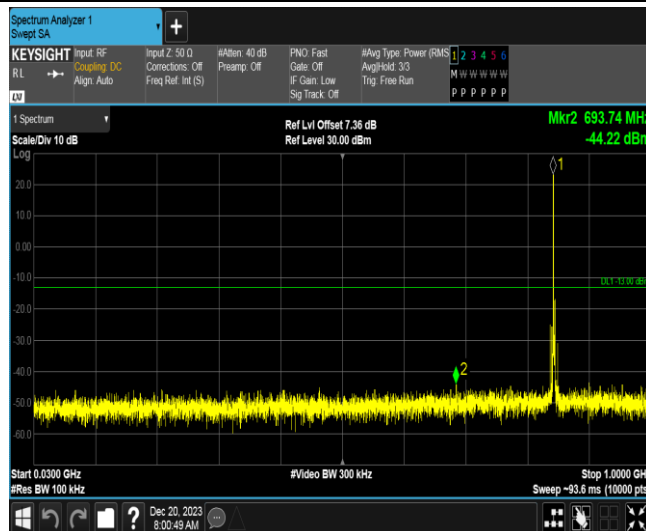 Spectrum Analyzer 1
Swept SA
+
KEYSIGHT
RL
LXI
Input: RF
Coupling: DC
Align: Auto
Input Z: 50 Ω
Corrections: Off
Freq Ref: Int (S)
#Atten: 40 dB
Preamp: Off
PNO: Fast
Gate: Off
IF Gain: Low
Sig Track: Off
#Avg Type: Power (RMS
Avg|Hold: 3/3
Trig: Free Run
1 2 3 4 5 6
M W W W W W
P P P P P P
1 Spectrum
Scale/Div 10 dB
Log
Ref Lvl Offset 7.36 dB
Ref Level 30.00 dBm
Mkr2 693.74 MHz
-44.22 dBm
1
20.0
10.0
0.00
-10.0
DL1 -13.00 dBm
-20.0
-30.0
-40.0
2
-50.0
-60.0
Start 0.0300 GHz
#Res BW 100 kHz
#Video BW 300 kHz
Stop 1.0000 GH
Sweep ~93.6 ms (10000 pts
?
Dec 20, 2023
8:00:49 AM